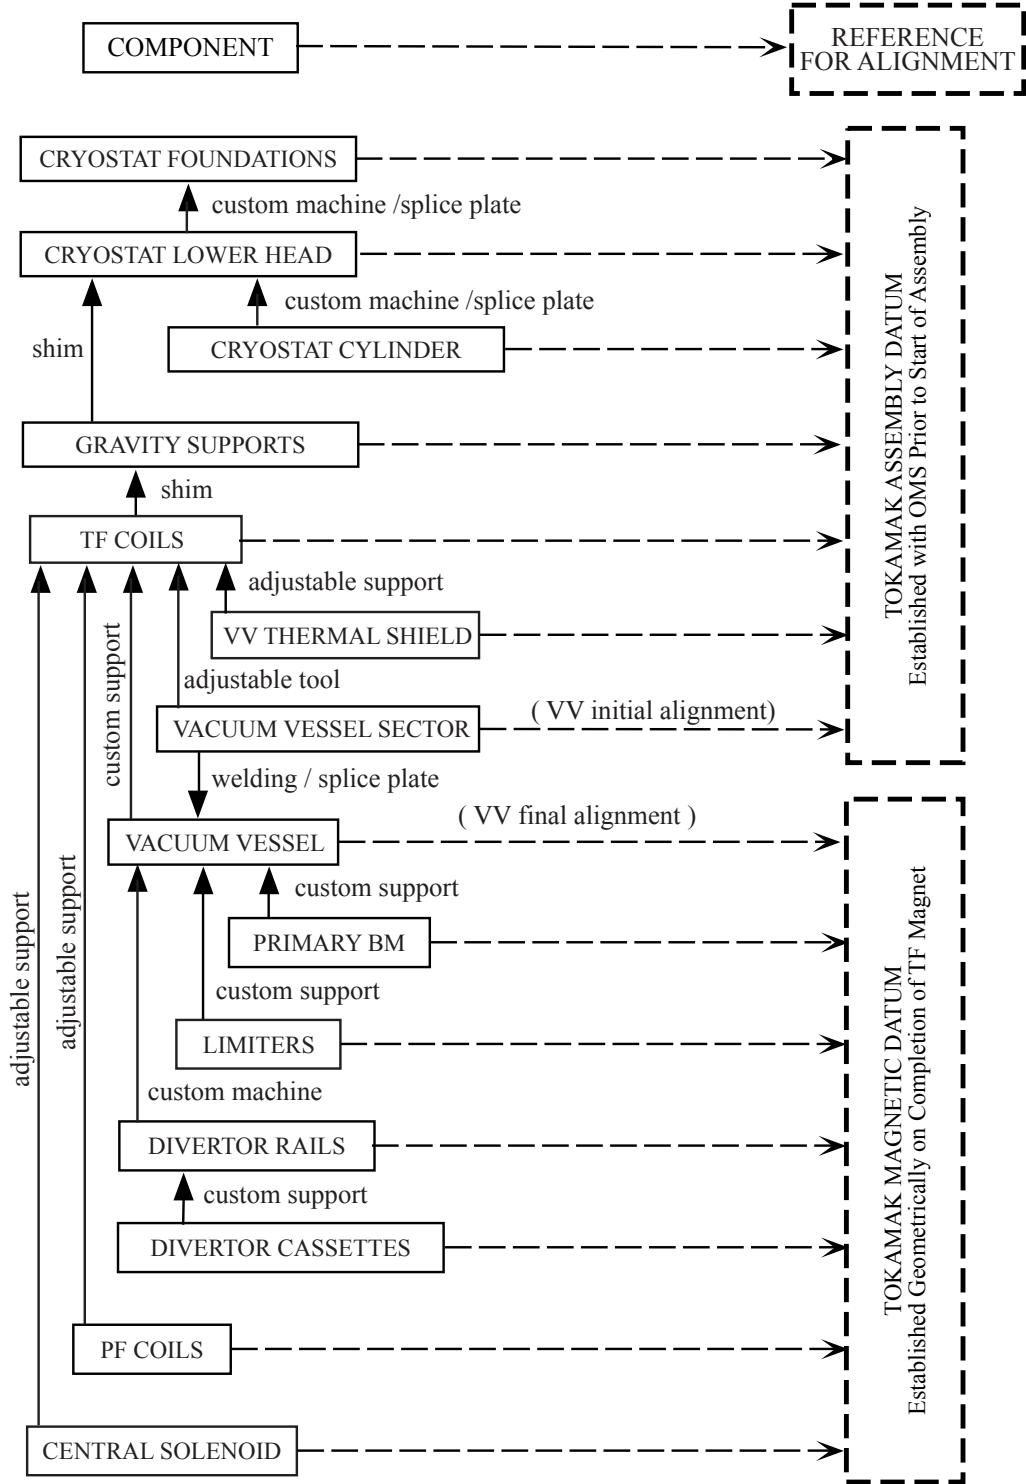 COMPONENT
REFERENCE
FOR ALIGNMENT
CRYOSTAT FOUNDATIONS
custom machine /splice plate
CRYOSTAT LOWER HEAD
custom machine /splice plate
shim
CRYOSTAT CYLINDER
GRAVITY SUPPORTS
shim
TF COILS
adjustable support
VV THERMAL SHIELD
custom support
adjustable tool
VACUUM VESSEL SECTOR
( VV initial alignment)
welding / splice plate
TOKAMAK ASSEMBLY DATUM
Established with OMS Prior to Start of Assembly
VACUUM VESSEL
( VV final alignment )
custom support
PRIMARY BM
custom support
LIMITERS
adjustable support
adjustable support
custom machine
DIVERTOR RAILS
custom support
DIVERTOR CASSETTES
PF COILS
CENTRAL SOLENOID
TOKAMAK MAGNETIC DATUM
Established Geometrically on Completion of TF Magnet